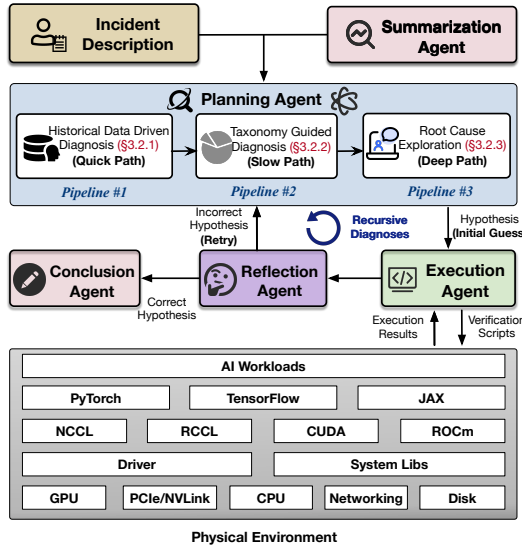 Incident
Description
Summarization
Agent
Planning Agent
Historical Data Driven
Diagnosis (§3.2.1)
(Quick Path)
Taxonomy Guided
Diagnosis (§3.2.2)
(Slow Path)
Root Cause
Exploration (§3.2.3)
(Deep Path)
Pipeline #1
Pipeline #2
Pipeline #3
Incorrect
Hypothesis
(Retry)
Recursive
Diagnoses
Hypothesis
(Initial Guess
Conclusion
Agent
Reflection
Agent
Execution
Agent
Correct
Hypothesis
Execution
Results
Verification
Scripts
AI Workloads
PyTorch
TensorFlow
JAX
NCCL
RCCL
CUDA
ROCm
Driver
System Libs
GPU
PCIe/NVLink
CPU
Networking
Disk
Physical Environment